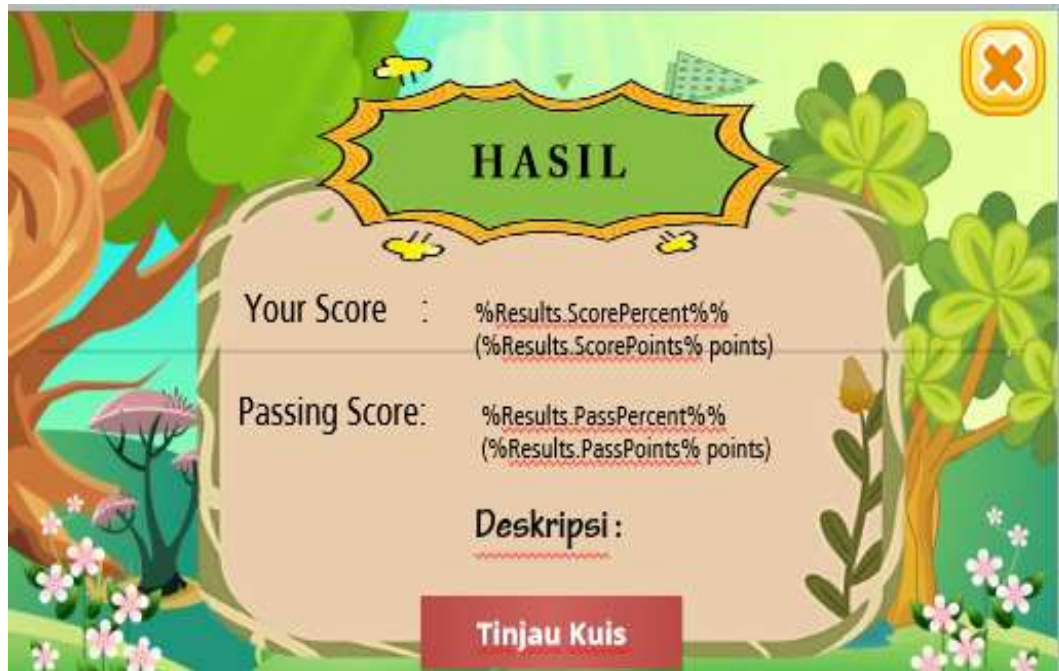 HASIL
Your Score : %Results.ScorePercent%%
(%Results.ScorePoints% points)
Passing Score: %Results.PassPercent%%
(%Results.PassPoints% points)
Deskripsi :
Tinjau Kuis